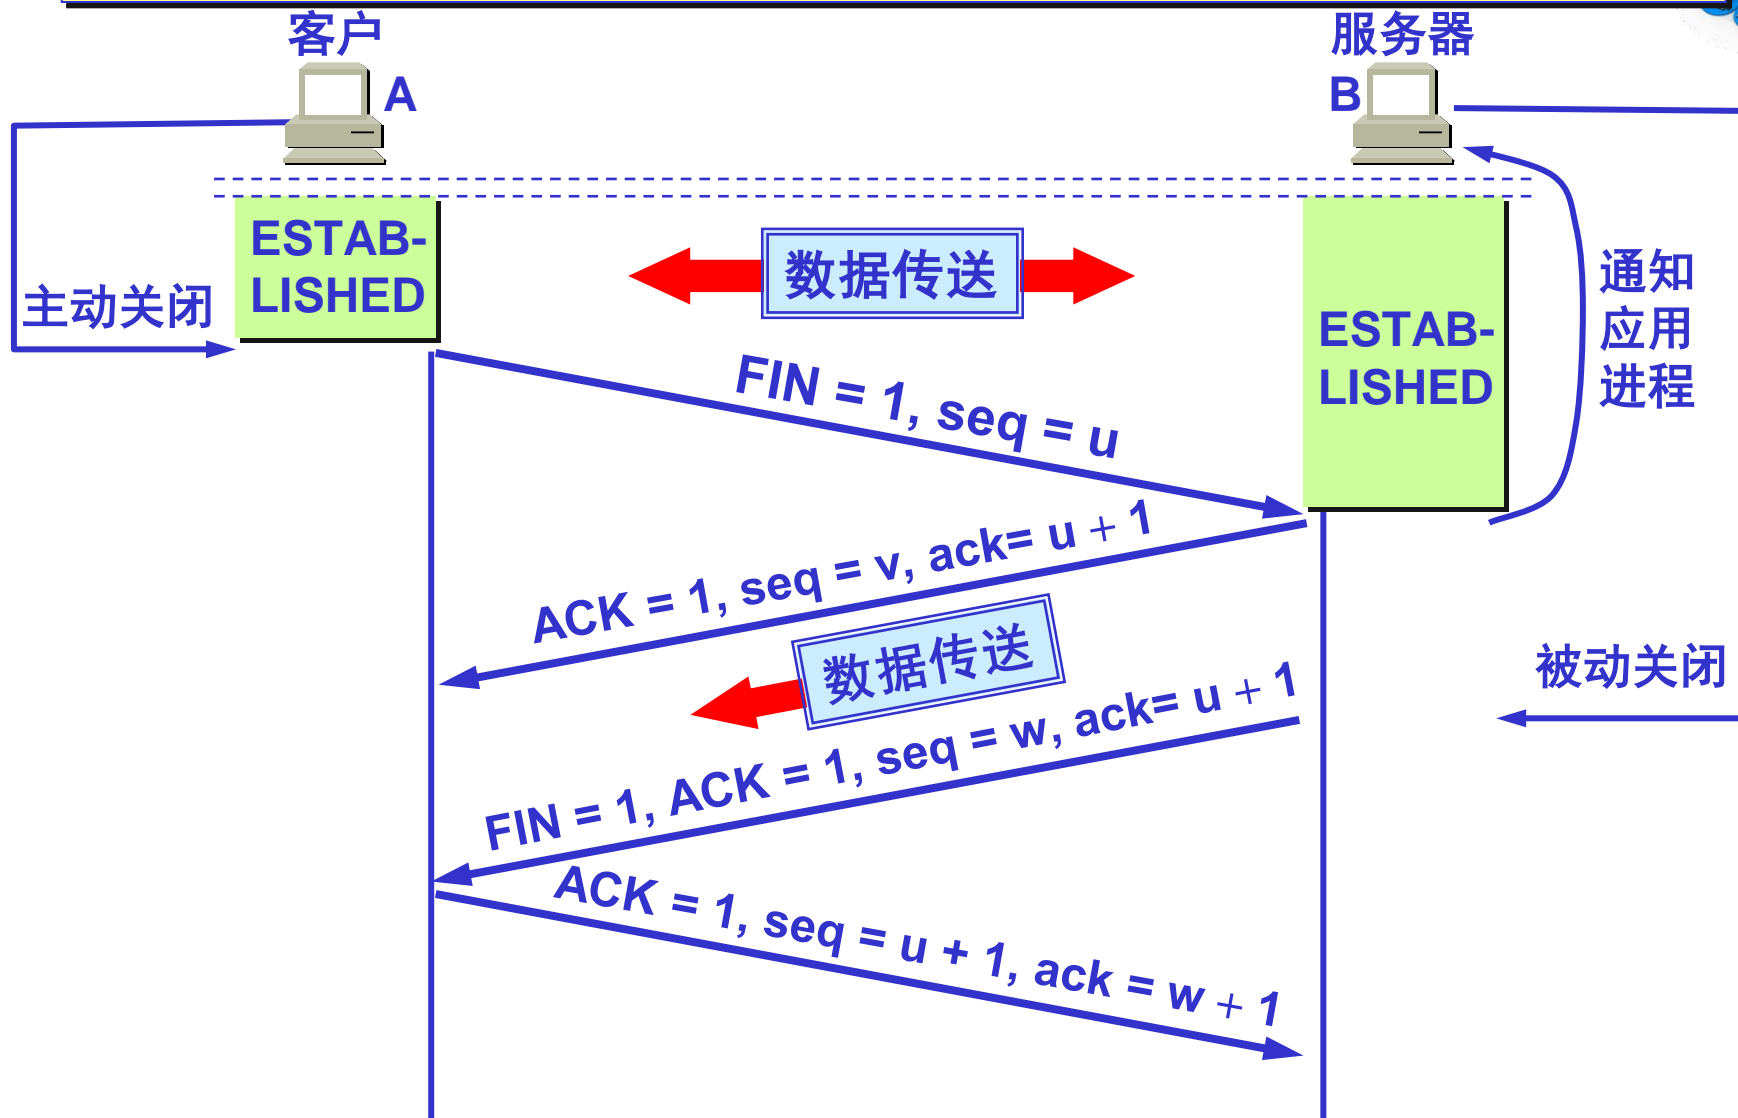 客户
服务器
A
B
ESTAB-
LISHED
数据传送
主动关闭
ESTAB-
LISHED
通知
应用
进程
FIN = 1, seq = u
ACK = 1, seq = v, ack= u + 1
数据传送
被动关闭
FIN = 1, ACK = 1, seq = w, ack= u + 1
ACK = 1, seq = u + 1, ack = w + 1